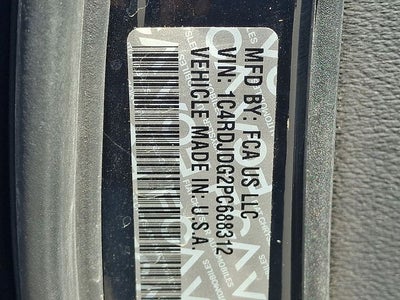 MFD BY: FCA US LLC
VIN: 1C4RDJDG2PC688312
VEHICLE MADE IN: U.S.A